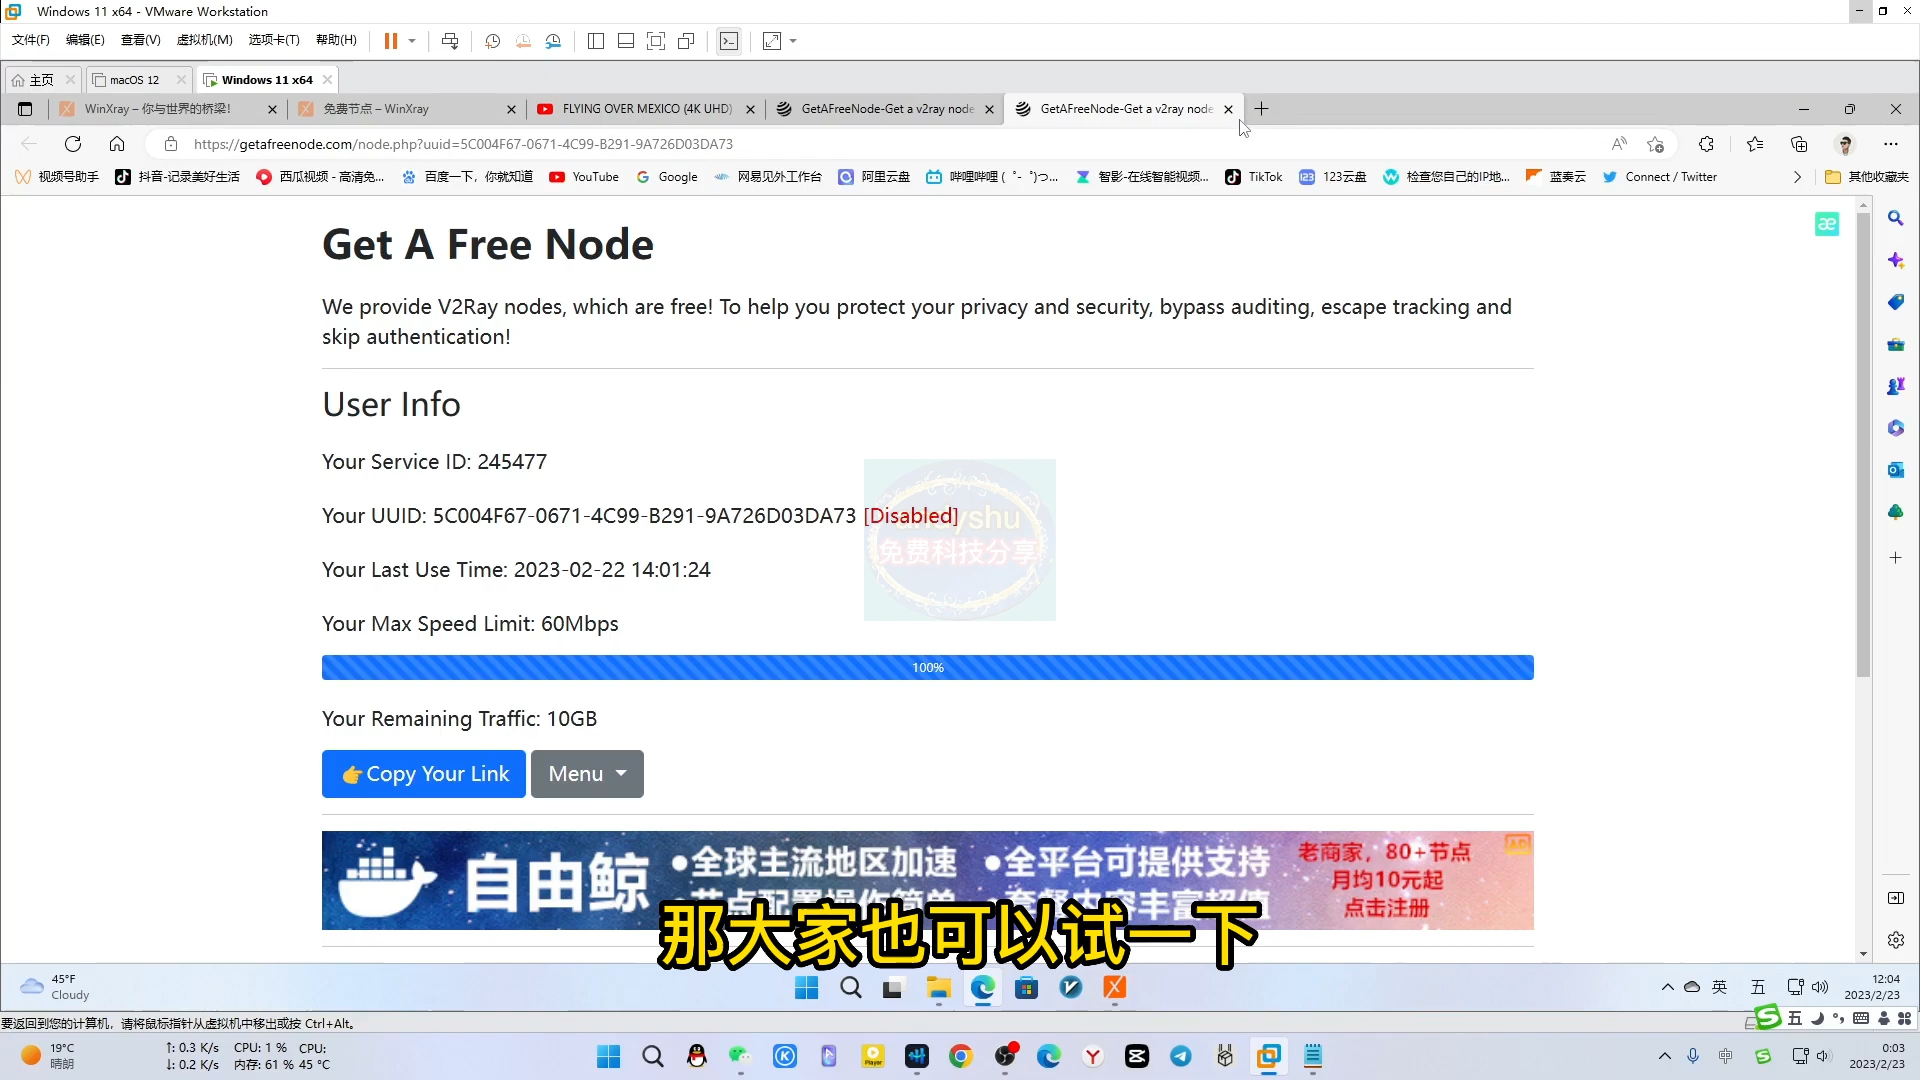 Windows 11 x64 - VMware Workstation
文件(F) 编辑(E) 查看(V) 虚拟机(M) 选项卡(T) 帮助(H)
主页 macOS 12 Windows 11 x64
WinXray – 你与世界的桥梁! 免费节点 – WinXray FLYING OVER MEXICO (4K UHD) GetAFreeNode-Get a v2ray node GetAFreeNode-Get a v2ray node
https://getafreenode.com/node.php?uuid=5C004F67-0671-4C99-B291-9A726D03DA73
视频号助手 抖音-记录美好生活 西瓜视频 - 高清免... 百度一下，你就知道 YouTube Google 网易见外工作台 阿里云盘 哔哩哔哩 ( ゜- ゜)つ... 智影-在线智能视频... TikTok 123云盘 检查您自己的IP地... 蓝奏云 Connect / Twitter 其他收藏夹
Get A Free Node
We provide V2Ray nodes, which are free! To help you protect your privacy and security, bypass auditing, escape tracking and
skip authentication!
User Info
Your Service ID: 245477
Your UUID: 5C004F67-0671-4C99-B291-9A726D03DA73 [Disabled]
andyshu
免费科技分享
Your Last Use Time: 2023-02-22 14:01:24
Your Max Speed Limit: 60Mbps
100%
Your Remaining Traffic: 10GB
👉Copy Your Link Menu
自由鲸 ●全球主流地区加速 ●全平台可提供支持 老商家，80+节点 AD
月均10元起
点击注册
那大家也可以试一下
45°F
Cloudy
英 五 12:04
2023/2/23
要返回到您的计算机，请将鼠标指针从虚拟机中移出或按 Ctrl+Alt。
五
19°C
晴朗
↑: 0.3 K/s CPU: 1 % CPU:
↓: 0.2 K/s 内存: 61 % 45 °C
中 0:03
2023/2/23